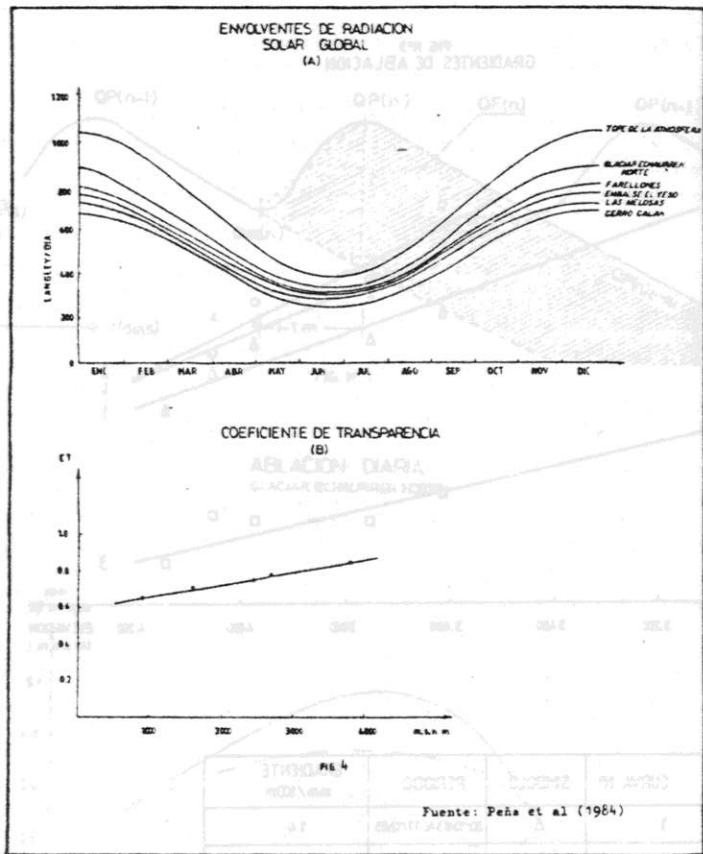 ENVOLVENTES DE RADIACION
SOLAR GLOBAL
(A)
1200
1000
800
600
400
200
0
LANGLEY/DIA
TOPE DE LA ATMOSFERA
GLACIAR ECHAURREN
NORTE
FARELLONES
EMBALSE EL YESO
LAS MELOSAS
CERRO CALAN
ENE FEB MAR ABR MAY JUN JUL AGO SEP OCT NOV DIC
COEFICIENTE DE TRANSPARENCIA
(B)
CT
1.0
0.8
0.6
0.4
0.2
1000 2000 3000 4000 m.s.n.m
FIG 4
Fuente: Peña et al (1984)